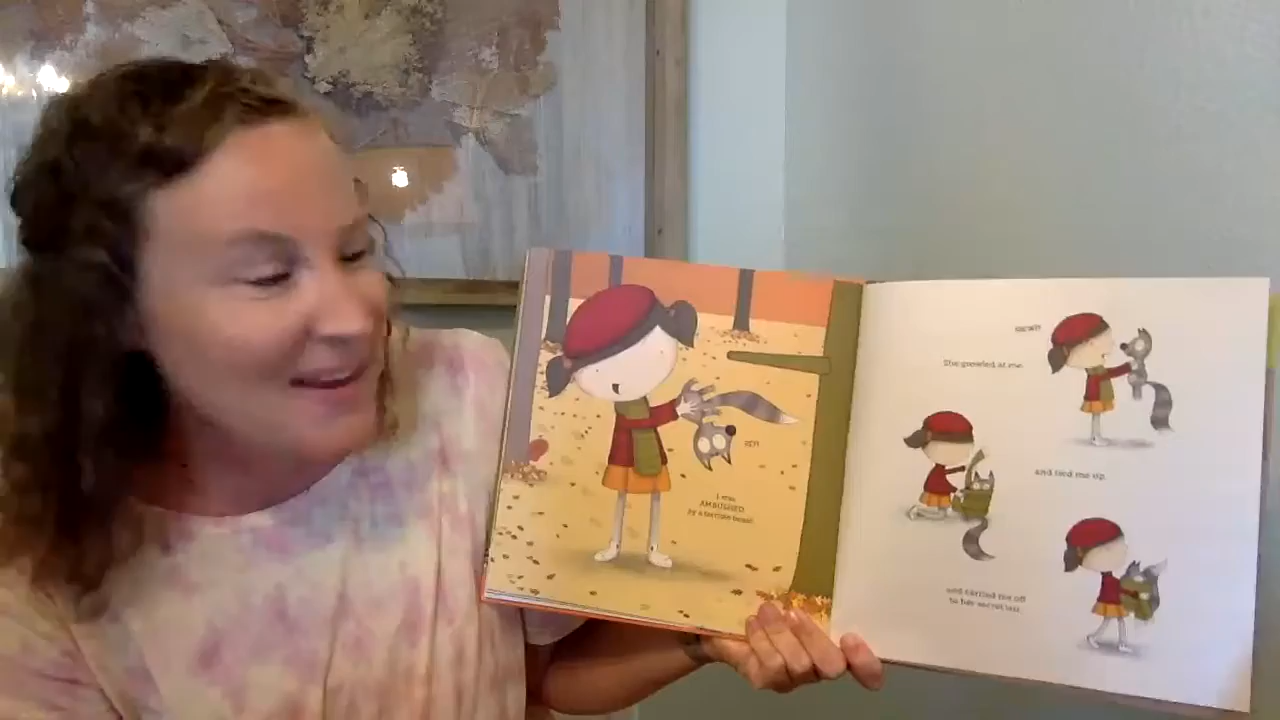 I was
AMBUSHED
by a terrible beast!
She growled at me
and tied me up
and carried me off
to her secret lair.